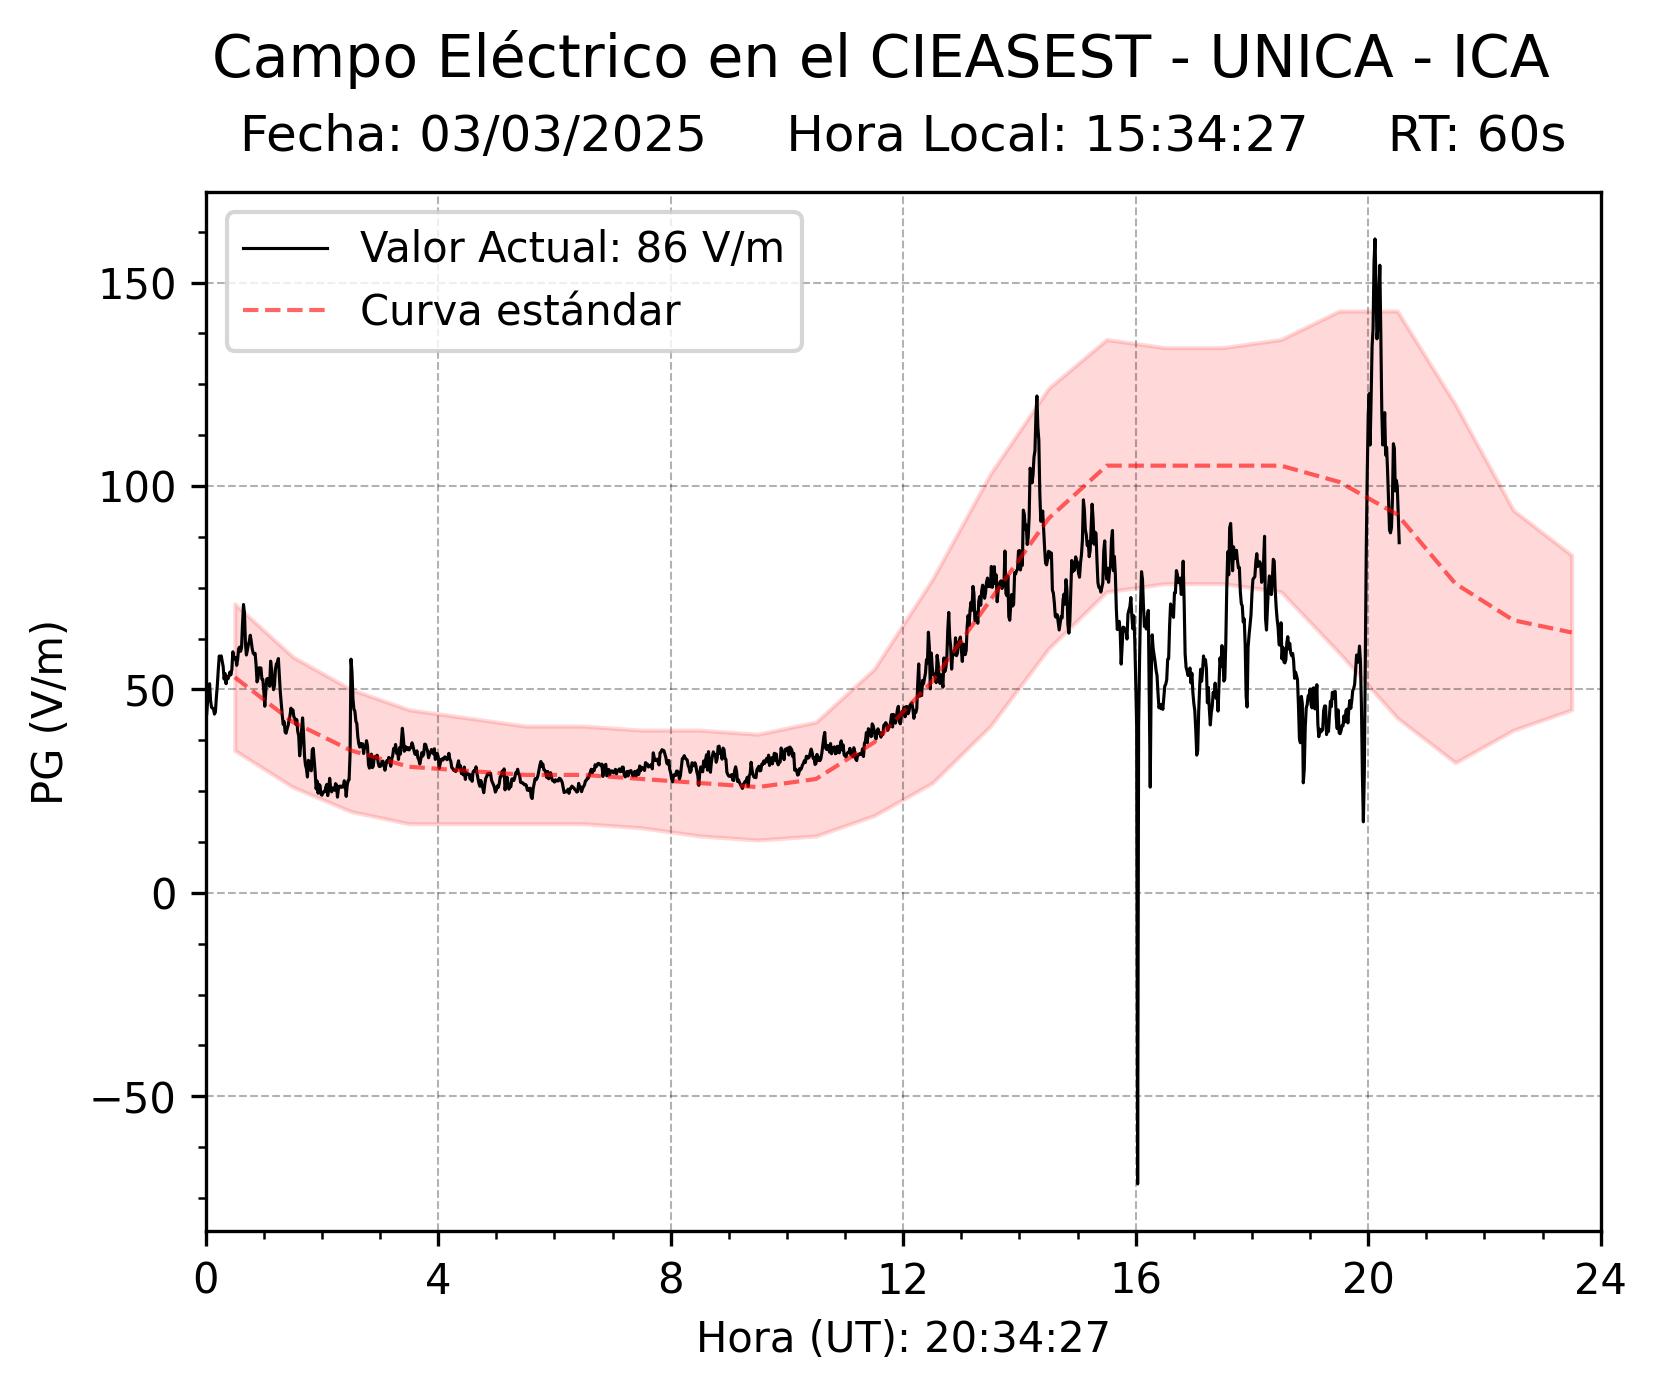 Campo Eléctrico en el CIEASEST - UNICA - ICA
Fecha: 03/03/2025 Hora Local: 15:34:27 RT: 60s
Valor Actual: 86 V/m
Curva estándar
PG (V/m)
150
100
50
0
−50
0 4 8 12 16 20 24
Hora (UT): 20:34:27